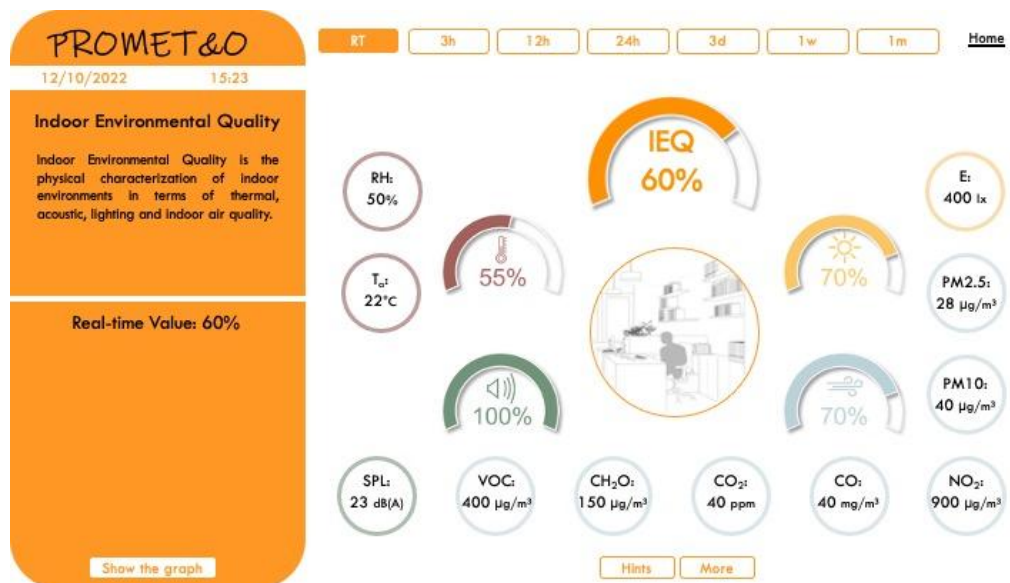 PROMET&O
12/10/2022 15:23
Indoor Environmental Quality
Indoor Environmental Quality is the
physical characterization of indoor
environments in terms of thermal,
acoustic, lighting and indoor air quality.
Real-time Value: 60%
Show the graph
RT 3h 12h 24h 3d 1w 1m Home
IEQ
60%
RH:
50%
E:
400 lx
55%
70%
Ta:
22°C
PM2.5:
28 µg/m³
100%
70%
PM10:
40 µg/m³
SPL:
23 dB(A)
VOC:
400 µg/m³
CH₂O:
150 µg/m³
CO₂:
40 ppm
CO:
40 mg/m³
NO₂:
900 µg/m³
Hints More